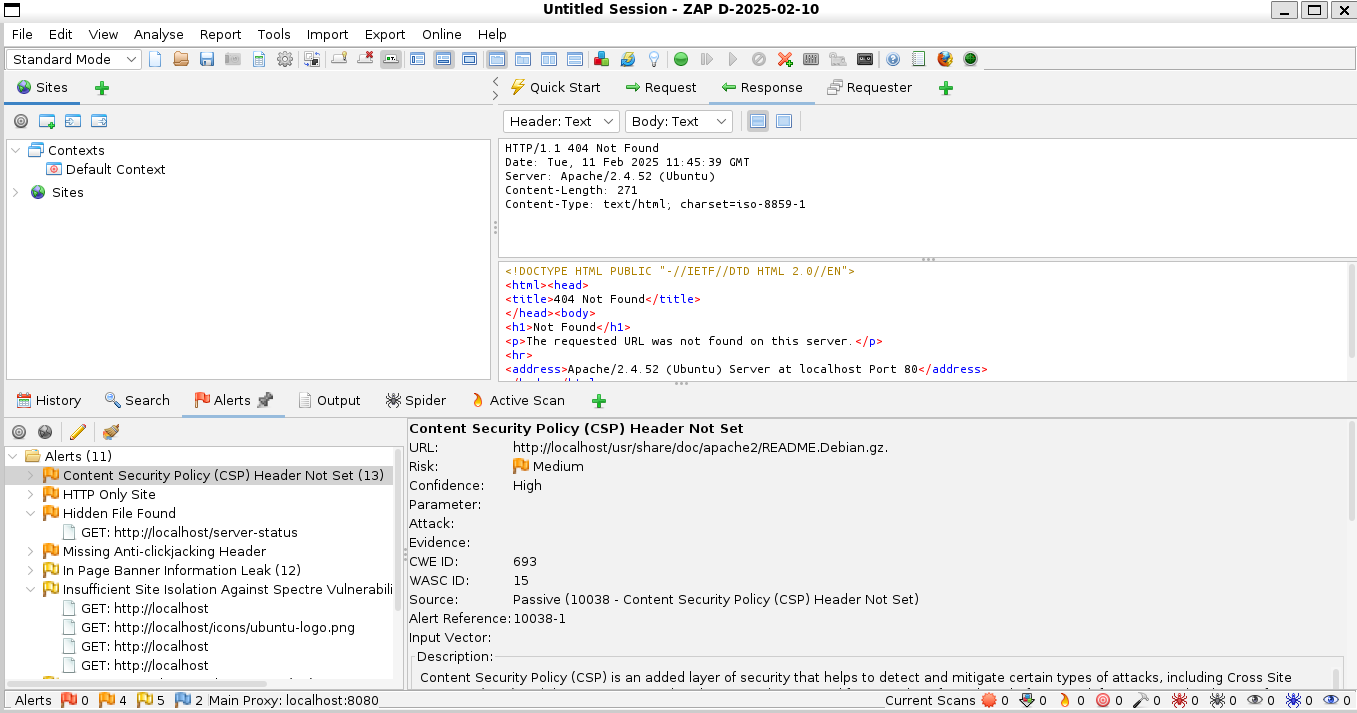 Untitled Session - ZAP D-2025-02-10
File Edit View Analyse Report Tools Import Export Online Help
Standard Mode
Sites
Quick Start Request Response Requester
Header: Text Body: Text
Contexts
Default Context
Sites
HTTP/1.1 404 Not Found
Date: Tue, 11 Feb 2025 11:45:39 GMT
Server: Apache/2.4.52 (Ubuntu)
Content-Length: 271
Content-Type: text/html; charset=iso-8859-1
<!DOCTYPE HTML PUBLIC "-//IETF//DTD HTML 2.0//EN">
<html><head>
<title>404 Not Found</title>
</head><body>
<h1>Not Found</h1>
<p>The requested URL was not found on this server.</p>
<hr>
<address>Apache/2.4.52 (Ubuntu) Server at localhost Port 80</address>
History Search Alerts Output Spider Active Scan
Alerts (11)
Content Security Policy (CSP) Header Not Set (13)
HTTP Only Site
Hidden File Found
GET: http://localhost/server-status
Missing Anti-clickjacking Header
In Page Banner Information Leak (12)
Insufficient Site Isolation Against Spectre Vulnerabili
GET: http://localhost
GET: http://localhost/icons/ubuntu-logo.png
GET: http://localhost
GET: http://localhost
Content Security Policy (CSP) Header Not Set
URL: http://localhost/usr/share/doc/apache2/README.Debian.gz.
Risk: Medium
Confidence: High
Parameter:
Attack:
Evidence:
CWE ID: 693
WASC ID: 15
Source: Passive (10038 - Content Security Policy (CSP) Header Not Set)
Alert Reference: 10038-1
Input Vector:
Description:
Content Security Policy (CSP) is an added layer of security that helps to detect and mitigate certain types of attacks, including Cross Site
Alerts 0 4 5 2 Main Proxy: localhost:8080
Current Scans 0 0 0 0 0 0 0 0 0 0